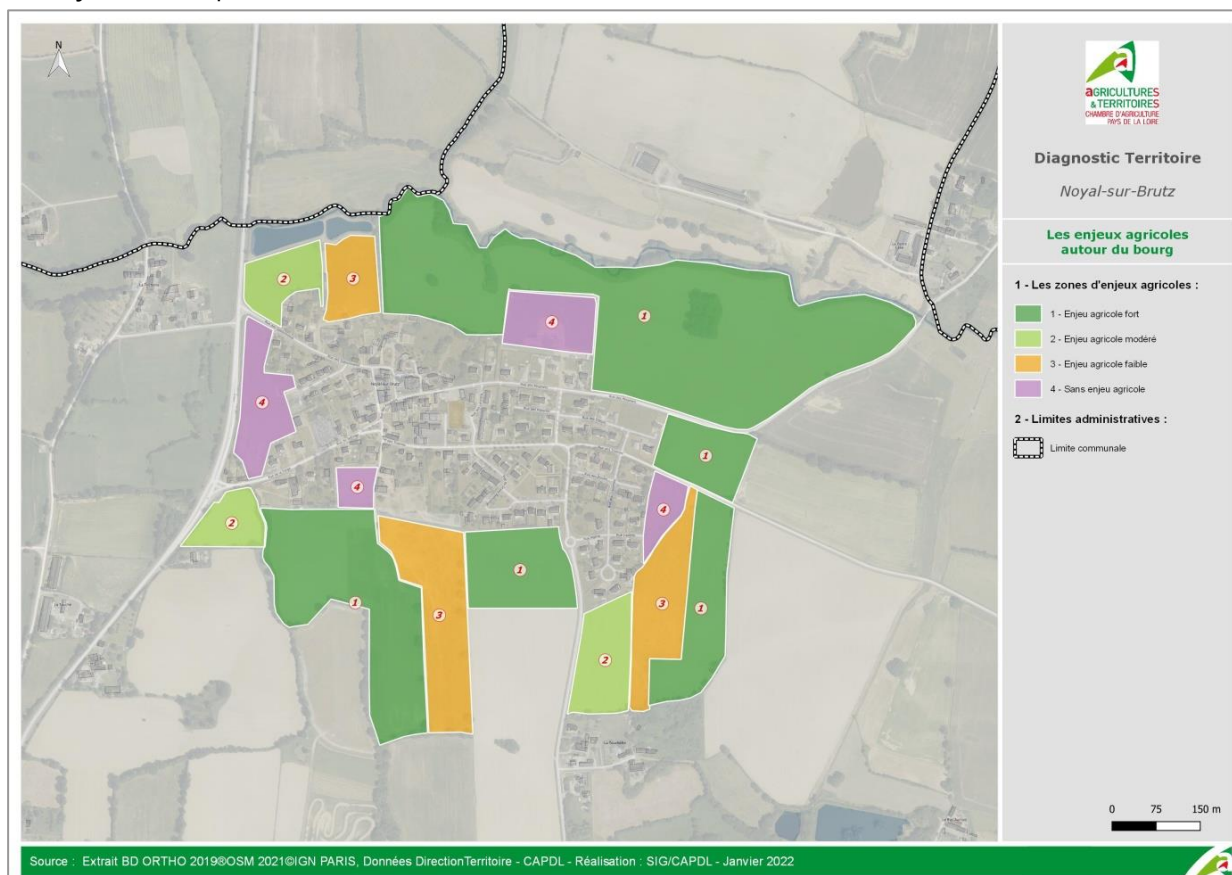 N
2
3
1
4
4
1
4
4
2
1
3
1
3
1
2
aGRICULTURES
& TERRITOIRES
CHAMBRE D'AGRICULTURE
PAYS DE LA LOIRE
Diagnostic Territoire
Noyal-sur-Brutz
Les enjeux agricoles
autour du bourg
1 - Les zones d'enjeux agricoles :
1 - Enjeu agricole fort
2 - Enjeu agricole modéré
3 - Enjeu agricole faible
4 - Sans enjeu agricole
2 - Limites administratives :
Limite communale
0 75 150 m
Source : Extrait BD ORTHO 2019®OSM 2021©IGN PARIS, Données DirectionTerritoire - CAPDL - Réalisation : SIG/CAPDL - Janvier 2022